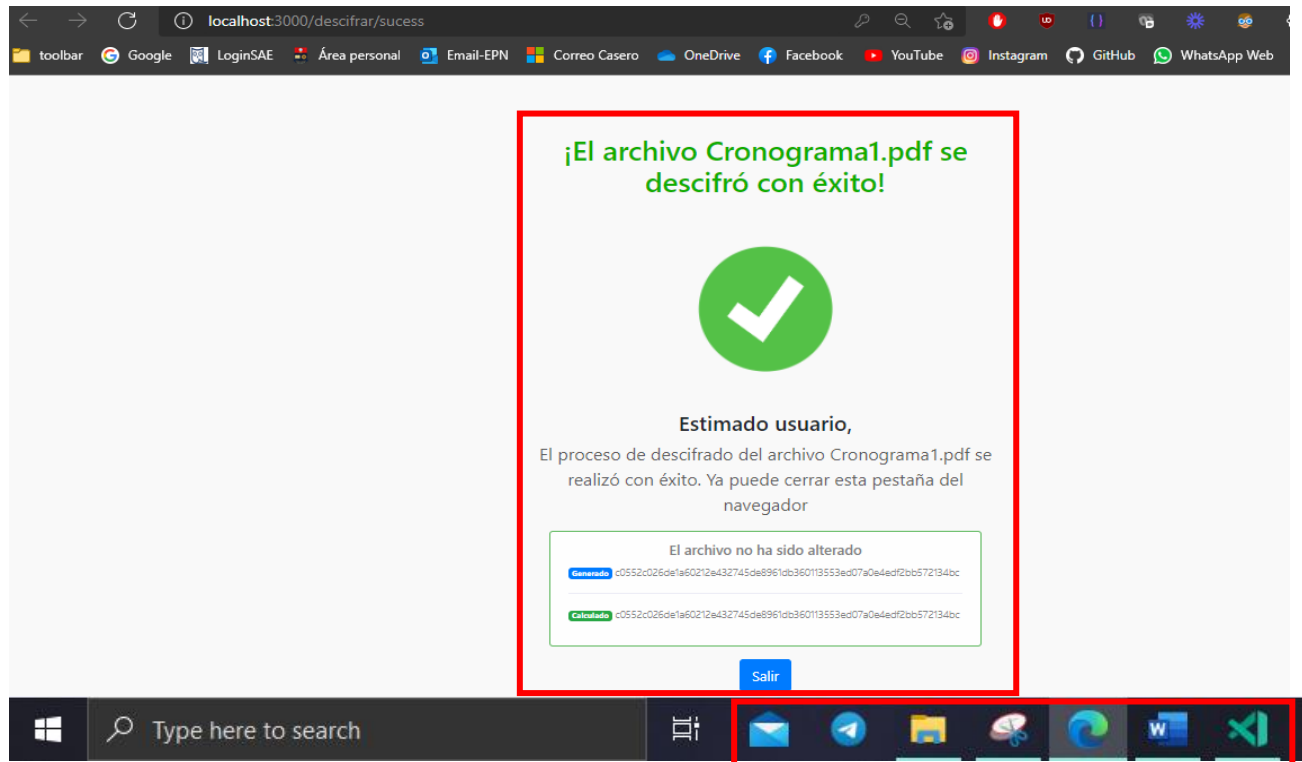 localhost:3000/descifrar/sucess
toolbar Google LoginSAE Área personal Email-EPN Correo Casero OneDrive Facebook YouTube Instagram GitHub WhatsApp Web
¡El archivo Cronograma1.pdf se
descifró con éxito!
Estimado usuario,
El proceso de descifrado del archivo Cronograma1.pdf se
realizó con éxito. Ya puede cerrar esta pestaña del
navegador
El archivo no ha sido alterado
Generado c0552c026de1a60212e432745de8961db360113553ed07a0e4edf2bb572134bc
Calculado c0552c026de1a60212e432745de8961db360113553ed07a0e4edf2bb572134bc
Salir
Type here to search